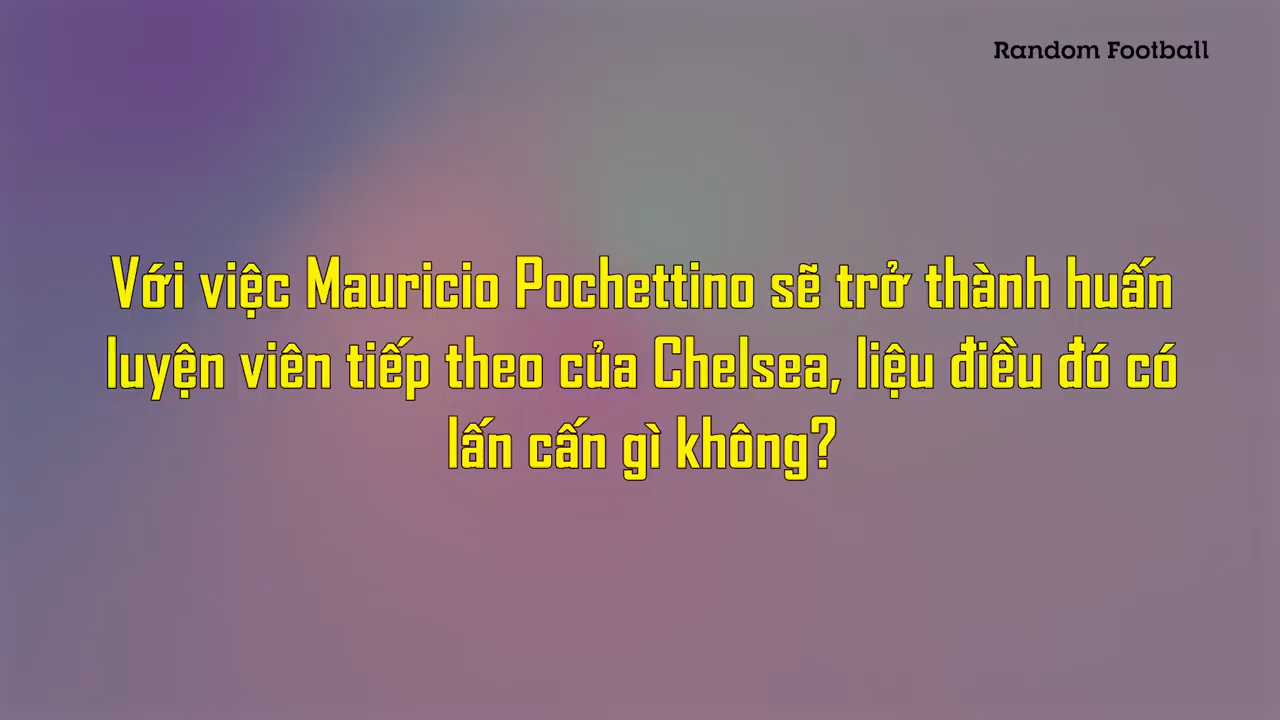 Random Football
Với việc Mauricio Pochettino sẽ trở thành huấn
luyện viên tiếp theo của Chelsea, liệu điều đó có
lấn cấn gì không?